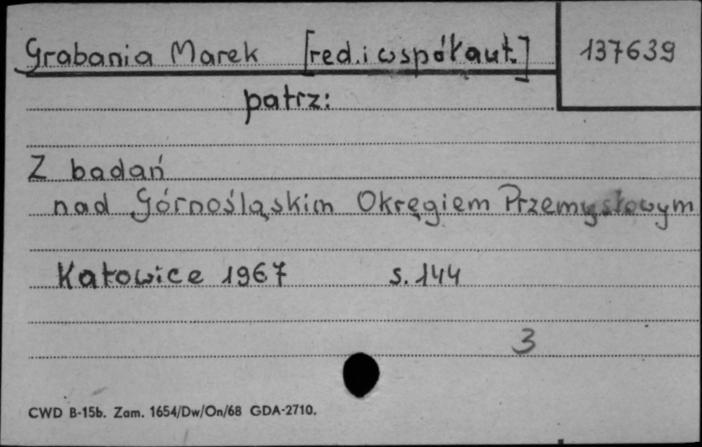 Grabania Marek [red. i współaut.] 137639
patrz:
Z badań
nad Górnośląskim Okręgiem Przemysłowym
Katowice 1967 s. 144
3
CWD B-15b. Zam. 1654/Dw/On/68 GDA-2710.